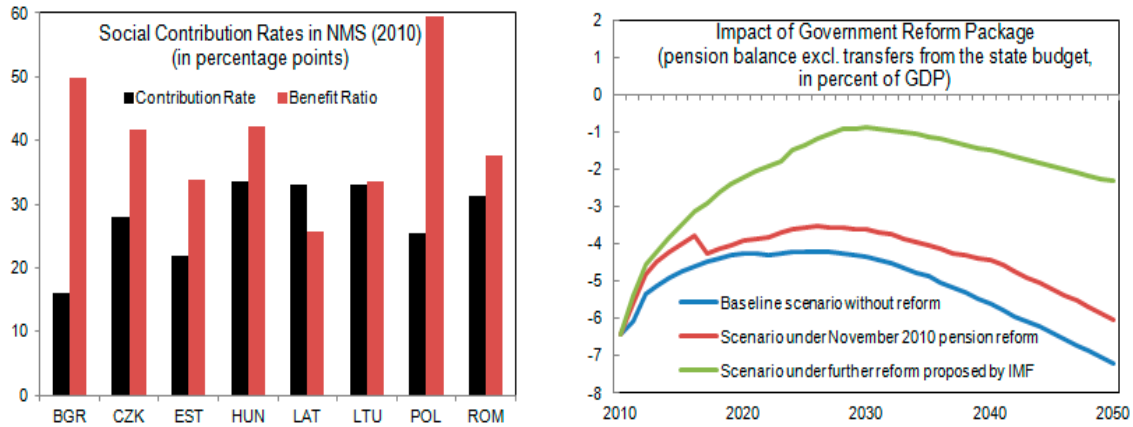 Social Contribution Rates in NMS (2010)
(in percentage points)
Contribution Rate Benefit Ratio
60
50
40
30
20
10
0
BGR CZK EST HUN LAT LTU POL ROM
Impact of Government Reform Package
(pension balance excl. transfers from the state budget,
in percent of GDP)
2
1
0
-1
-2
-3
-4
-5
-6
-7
-8
Baseline scenario without reform
Scenario under November 2010 pension reform
Scenario under further reform proposed by IMF
2010 2020 2030 2040 2050